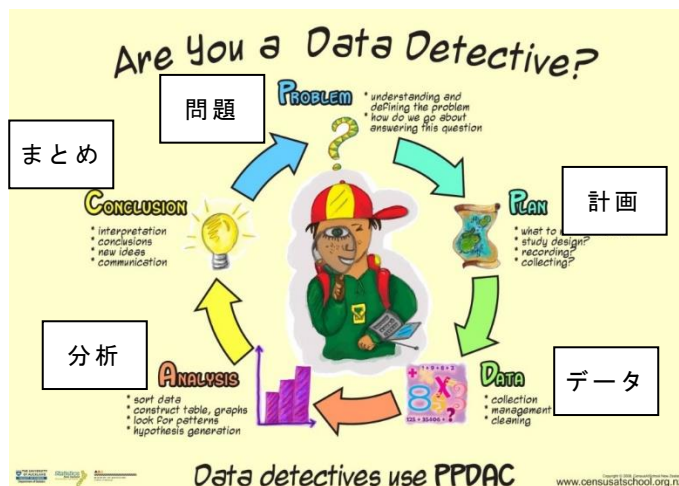 Are You a Data Detective?
問題
PROBLEM
* understanding and
defining the problem
* how do we go about
answering this question
計画
PLAN
* what to
* study design?
* recording?
* collecting?
データ
DATA
* collection
* management
* cleaning
分析
ANALYSIS
* sort data
* construct table, graphs
* look for patterns
* hypothesis generation
まとめ
CONCLUSION
* interpretation
* conclusions
* new ideas
* communication
Data detectives use PPDAC
www.censusatschool.org.n